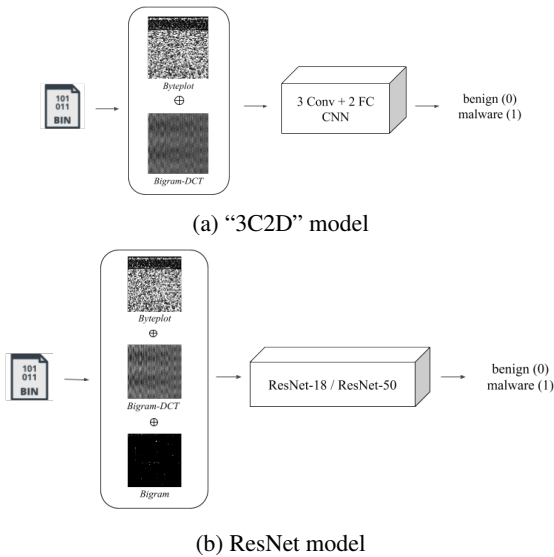 Byteplot
⊕
101
011
BIN
3 Conv + 2 FC
CNN
benign (0)
malware (1)
Bigram-DCT
(a) “3C2D” model
Byteplot
⊕
101
011
BIN
Bigram-DCT
ResNet-18 / ResNet-50
benign (0)
malware (1)
⊕
Bigram
(b) ResNet model